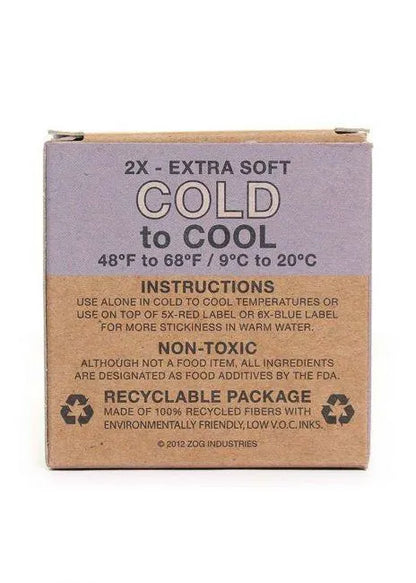 2X - EXTRA SOFT
COLD
to COOL
48°F to 68°F / 9°C to 20°C
INSTRUCTIONS
USE ALONE IN COLD TO COOL TEMPERATURES OR
USE ON TOP OF 5X-RED LABEL OR 6X-BLUE LABEL
FOR MORE STICKINESS IN WARM WATER.
NON-TOXIC
ALTHOUGH NOT A FOOD ITEM, ALL INGREDIENTS
ARE DESIGNATED AS FOOD ADDITIVES BY THE FDA.
RECYCLABLE PACKAGE
MADE OF 100% RECYCLED FIBERS WITH
ENVIRONMENTALLY FRIENDLY, LOW V.O.C. INKS.
© 2012 ZOG INDUSTRIES